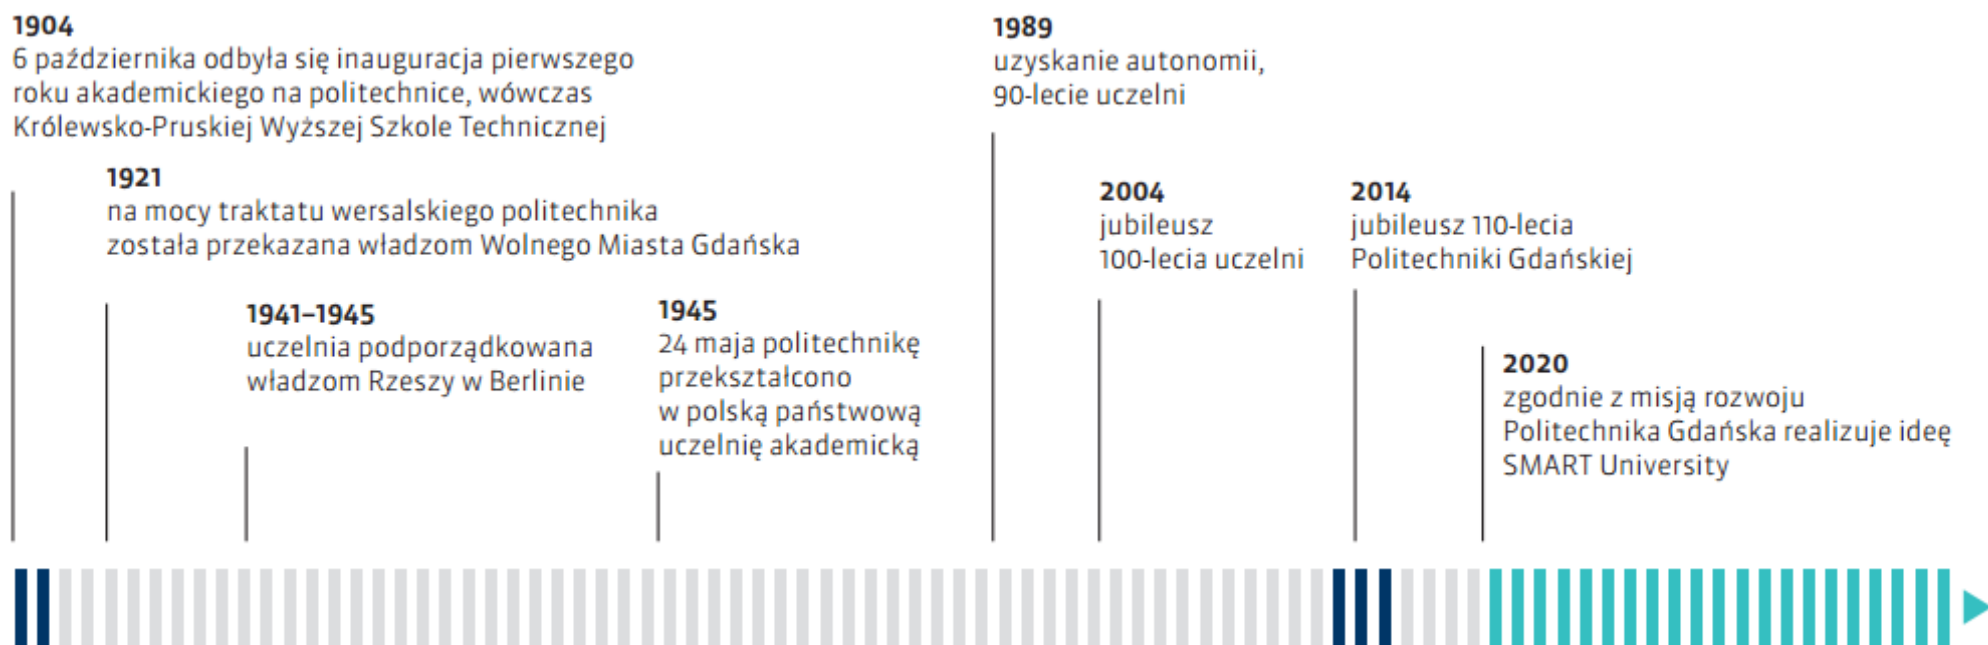 1904
6 października odbyła się inauguracja pierwszego
roku akademickiego na politechnice, wówczas
Królewsko-Pruskiej Wyższej Szkole Technicznej
1921
na mocy traktatu wersalskiego politechnika
została przekazana władzom Wolnego Miasta Gdańska
1941–1945
uczelnia podporządkowana
władzom Rzeszy w Berlinie
1945
24 maja politechnikę
przekształcono
w polską państwową
uczelnię akademicką
1989
uzyskanie autonomii,
90-lecie uczelni
2004
jubileusz
100-lecia uczelni
2014
jubileusz 110-lecia
Politechniki Gdańskiej
2020
zgodnie z misją rozwoju
Politechnika Gdańska realizuje ideę
SMART University